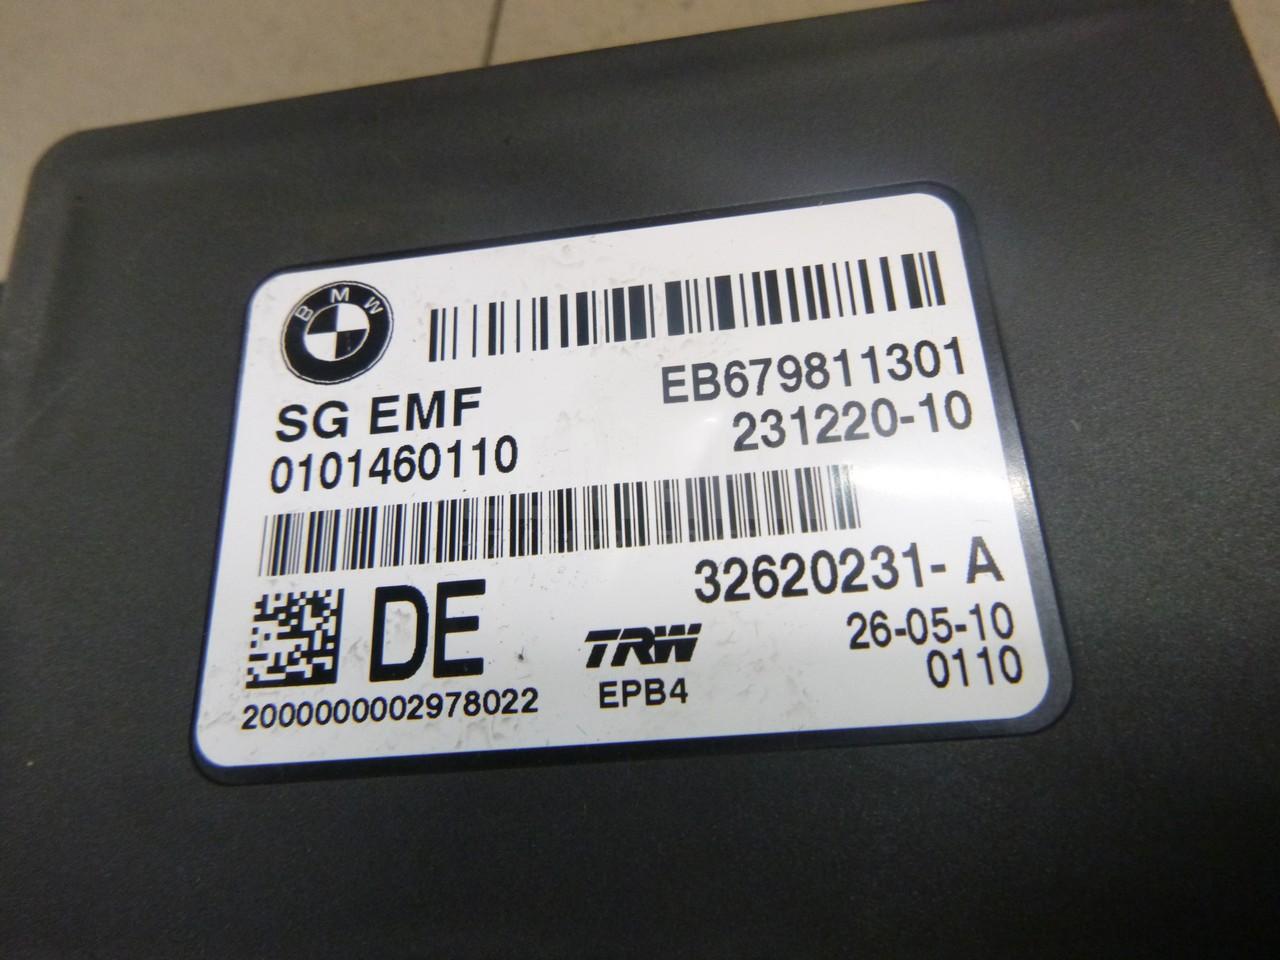 BMW
EB679811301
SG EMF
231220-10
0101460110
32620231- A
DE
26-05-10
TRW
0110
EPB4
2000000002978022